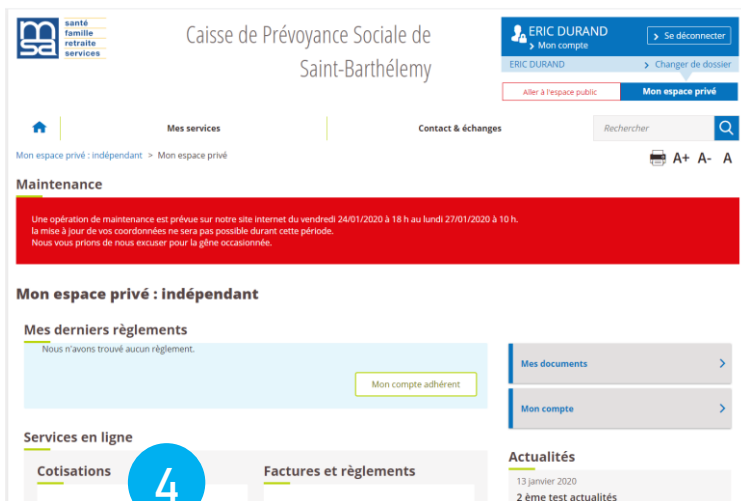 msa
santé
famille
retraite
services
Caisse de Prévoyance Sociale de
Saint-Barthélemy
ERIC DURAND
> Mon compte
> Se déconnecter
ERIC DURAND
> Changer de dossier
Aller à l'espace public
Mon espace privé
Mes services
Contact & échanges
Rechercher
Mon espace privé : indépendant > Mon espace privé
A+ A- A
Maintenance
Une opération de maintenance est prévue sur notre site internet du vendredi 24/01/2020 à 18 h au lundi 27/01/2020 à 10 h.
la mise à jour de vos coordonnées ne sera pas possible durant cette période.
Nous vous prions de nous excuser pour la gêne occasionnée.
Mon espace privé : indépendant
Mes derniers règlements
Nous n'avons trouvé aucun règlement.
Mon compte adhérent
Mes documents >
Mon compte >
Services en ligne
Cotisations
4
Factures et règlements
Actualités
13 janvier 2020
2 ème test actualités